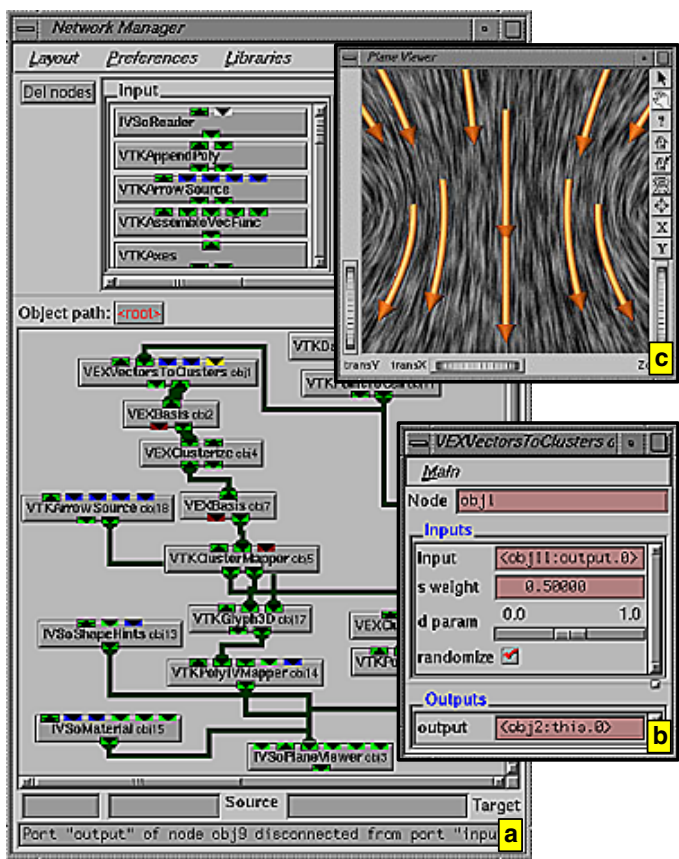 Network Manager
Layout Preferences Libraries
Del nodes
Input
IVSoReader
VTKAppendPoly
VTKArrowSource
VTKAssembleVecFunc
VTKAxes
Object path: <root>
VEXVectorsToClusters obj1
VEXBasis obj2
VEXClusterize obj4
VTKArrowSource obj18
VEXBasis obj7
VTKClusterMapper obj5
VTKGlyph3D obj17
IVSoShapeHints obj13
VTKPolyIVMapper obj14
IVSoMaterial obj15
IVSoPlaneViewer obj3
Source
Target
Port "output" of node obj9 disconnected from port "inpu
a
Plane Viewer
?
X
Y
transY transX
c
VEXVectorsToClusters o
Main
Node obj1
Inputs
input <obj11:output.0>
s weight 0.50000
d param 0.0 1.0
randomize
Outputs
output <obj2:this.0>
b